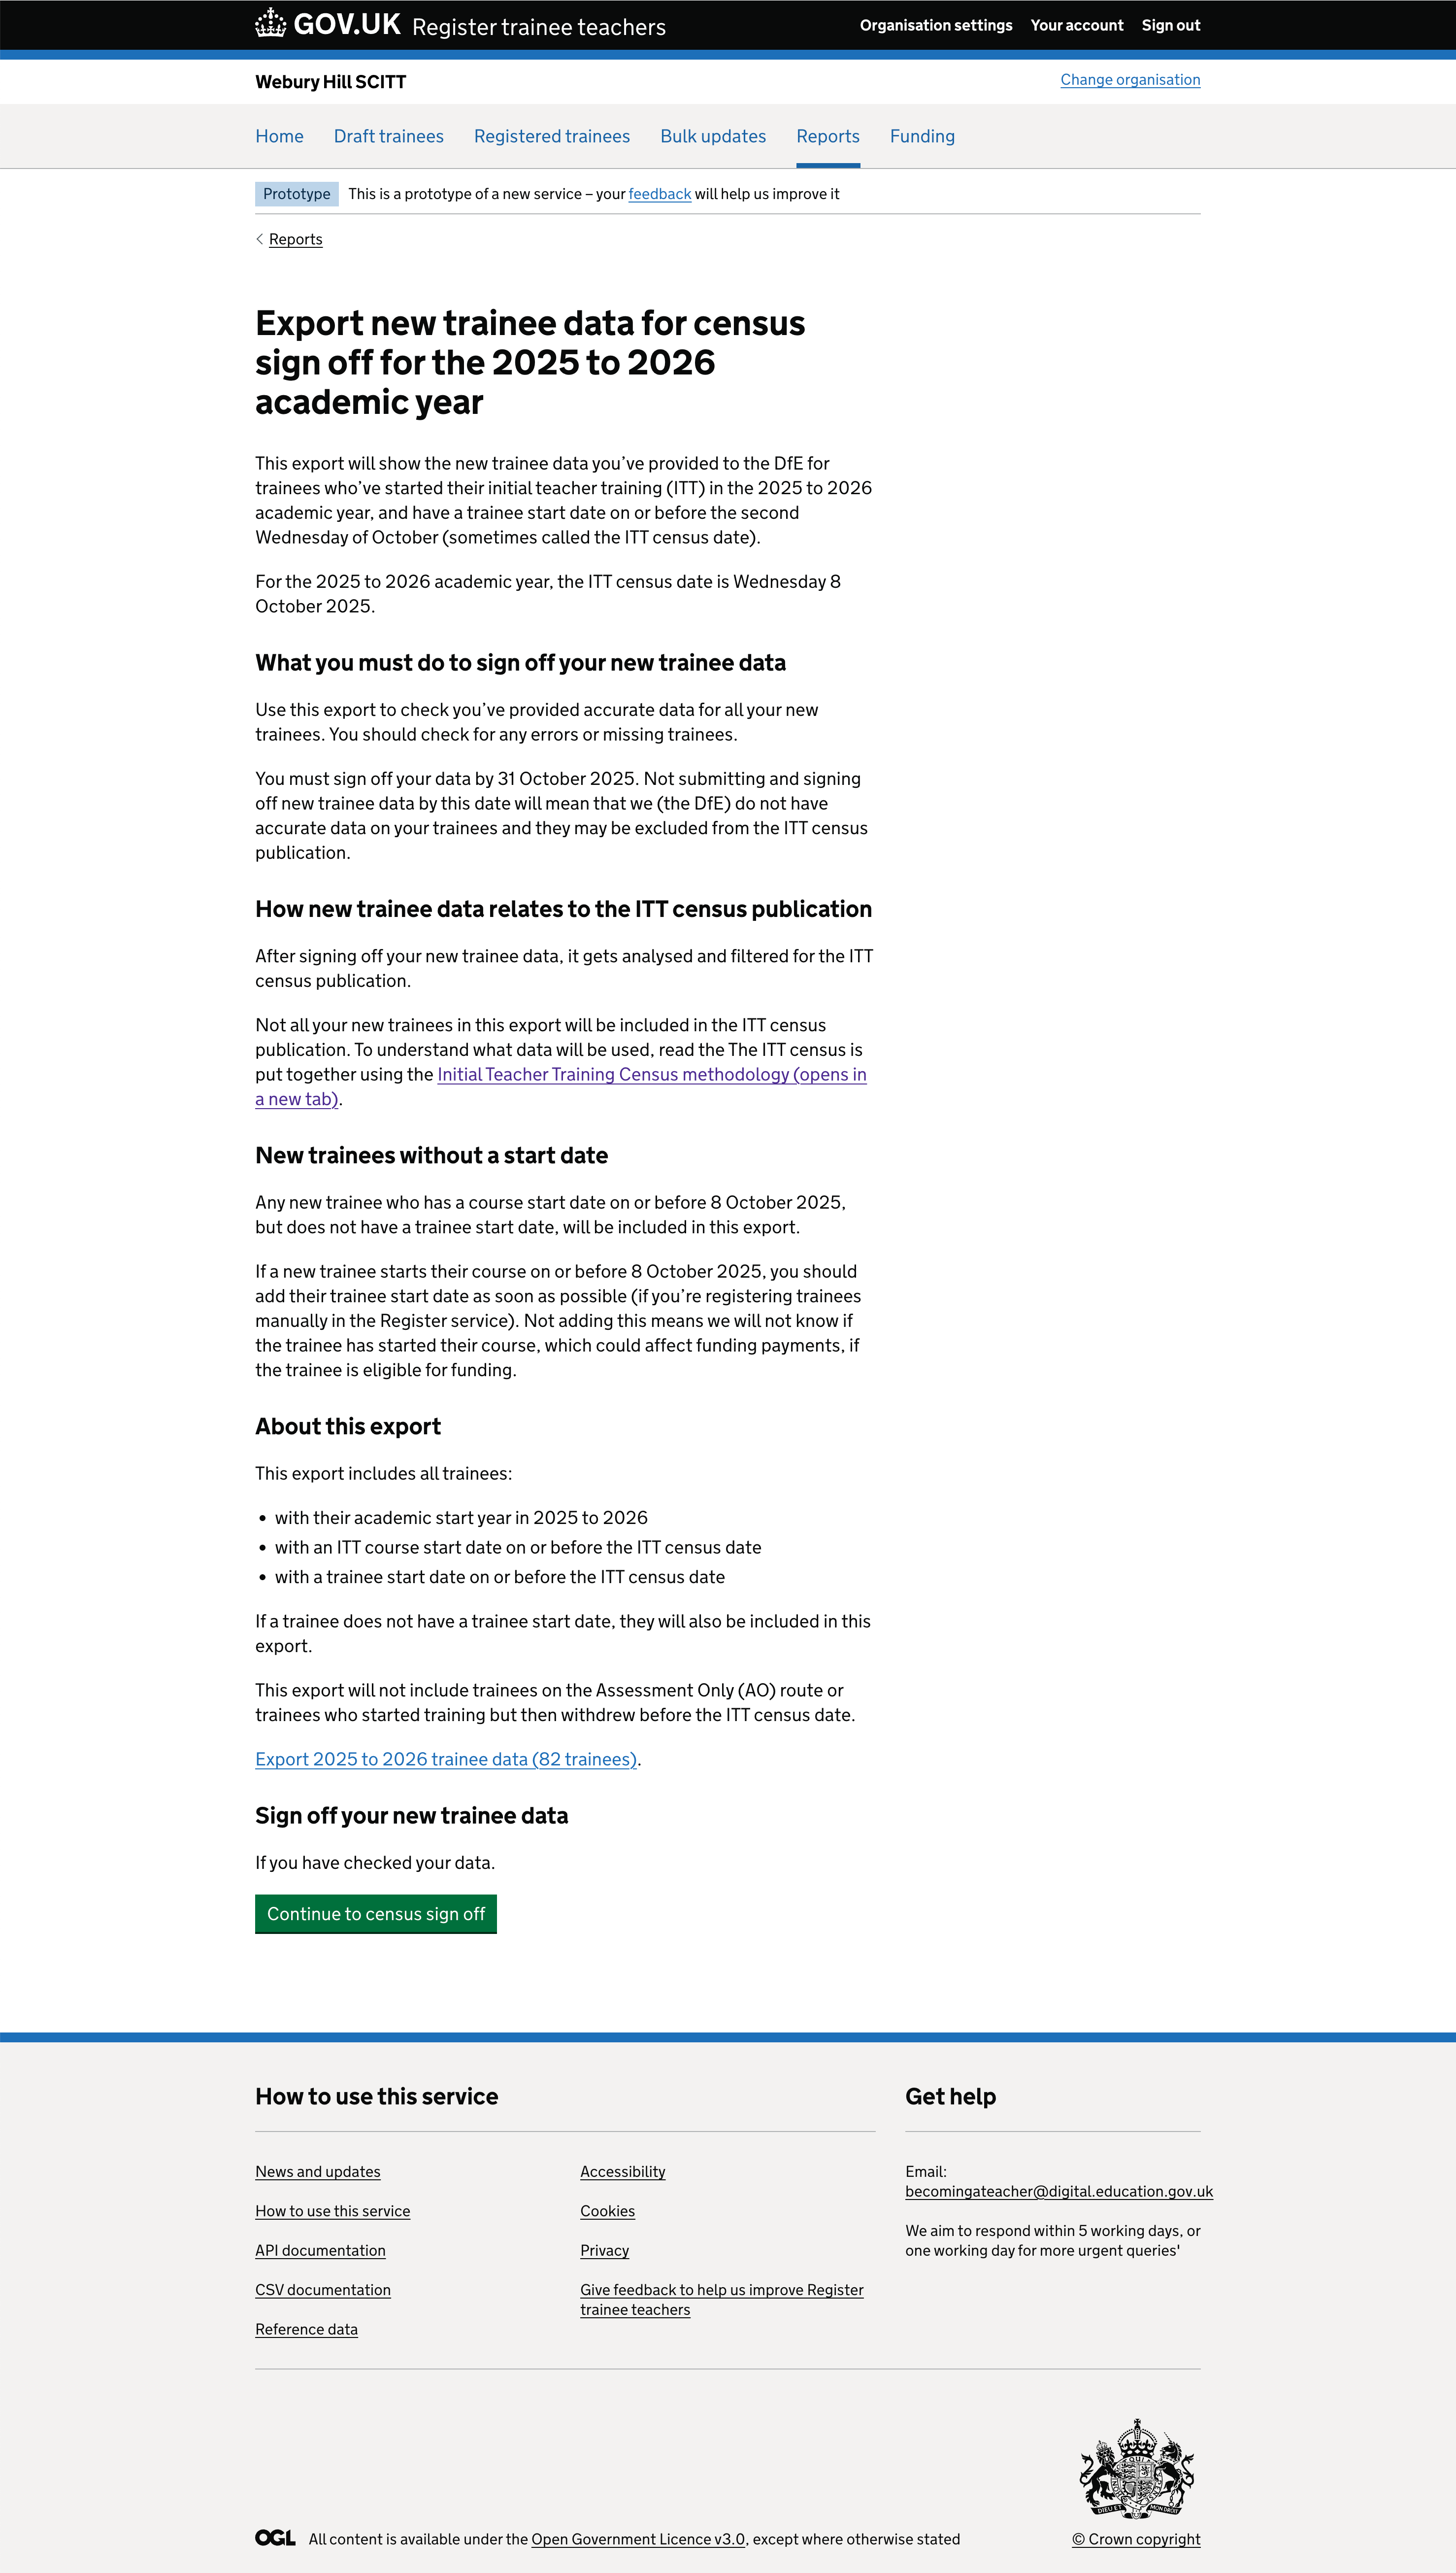 GOV.UK Register trainee teachers
Organisation settings Your account Sign out
Webury Hill SCITT
Change organisation
Home Draft trainees Registered trainees Bulk updates Reports Funding
Prototype This is a prototype of a new service – your feedback will help us improve it
Reports
Export new trainee data for census
sign off for the 2025 to 2026
academic year
This export will show the new trainee data you’ve provided to the DfE for
trainees who’ve started their initial teacher training (ITT) in the 2025 to 2026
academic year, and have a trainee start date on or before the second
Wednesday of October (sometimes called the ITT census date).
For the 2025 to 2026 academic year, the ITT census date is Wednesday 8
October 2025.
What you must do to sign off your new trainee data
Use this export to check you’ve provided accurate data for all your new
trainees. You should check for any errors or missing trainees.
You must sign off your data by 31 October 2025. Not submitting and signing
off new trainee data by this date will mean that we (the DfE) do not have
accurate data on your trainees and they may be excluded from the ITT census
publication.
How new trainee data relates to the ITT census publication
After signing off your new trainee data, it gets analysed and filtered for the ITT
census publication.
Not all your new trainees in this export will be included in the ITT census
publication. To understand what data will be used, read the The ITT census is
put together using the Initial Teacher Training Census methodology (opens in
a new tab).
New trainees without a start date
Any new trainee who has a course start date on or before 8 October 2025,
but does not have a trainee start date, will be included in this export.
If a new trainee starts their course on or before 8 October 2025, you should
add their trainee start date as soon as possible (if you’re registering trainees
manually in the Register service). Not adding this means we will not know if
the trainee has started their course, which could affect funding payments, if
the trainee is eligible for funding.
About this export
This export includes all trainees:
• with their academic start year in 2025 to 2026
• with an ITT course start date on or before the ITT census date
• with a trainee start date on or before the ITT census date
If a trainee does not have a trainee start date, they will also be included in this
export.
This export will not include trainees on the Assessment Only (AO) route or
trainees who started training but then withdrew before the ITT census date.
Export 2025 to 2026 trainee data (82 trainees).
Sign off your new trainee data
If you have checked your data.
Continue to census sign off
How to use this service
News and updates
How to use this service
API documentation
CSV documentation
Reference data
Accessibility
Cookies
Privacy
Give feedback to help us improve Register
trainee teachers
Get help
Email:
becomingateacher@digital.education.gov.uk
We aim to respond within 5 working days, or
one working day for more urgent queries'
DIEU ET MON DROIT
OGL All content is available under the Open Government Licence v3.0, except where otherwise stated
© Crown copyright